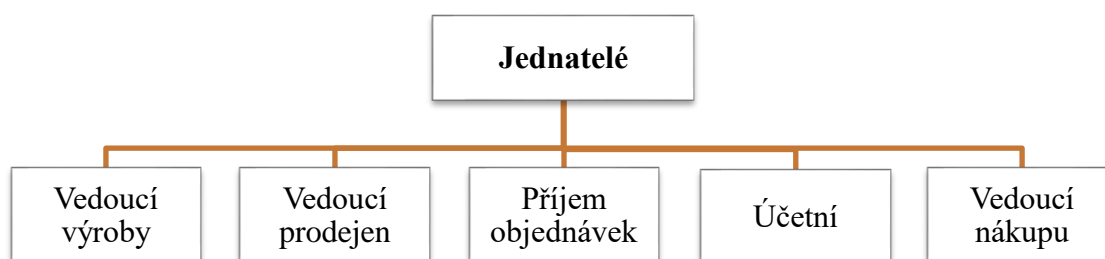 Jednatelé
Vedoucí
výroby
Vedoucí
prodejen
Příjem
objednávek
Účetní
Vedoucí
nákupu